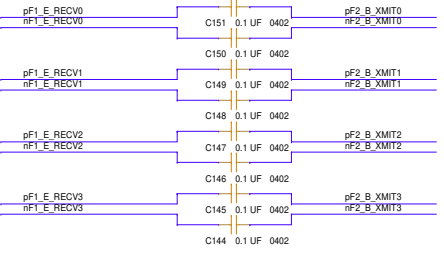 pF1_E_RECV0 pF2_B_XMIT0
nF1_E_RECV0 C151 0.1 UF 0402 nF2_B_XMIT0
C150 0.1 UF 0402
pF1_E_RECV1 pF2_B_XMIT1
nF1_E_RECV1 C149 0.1 UF 0402 nF2_B_XMIT1
C148 0.1 UF 0402
pF1_E_RECV2 pF2_B_XMIT2
nF1_E_RECV2 C147 0.1 UF 0402 nF2_B_XMIT2
C146 0.1 UF 0402
pF1_E_RECV3 pF2_B_XMIT3
nF1_E_RECV3 C145 0.1 UF 0402 nF2_B_XMIT3
C144 0.1 UF 0402